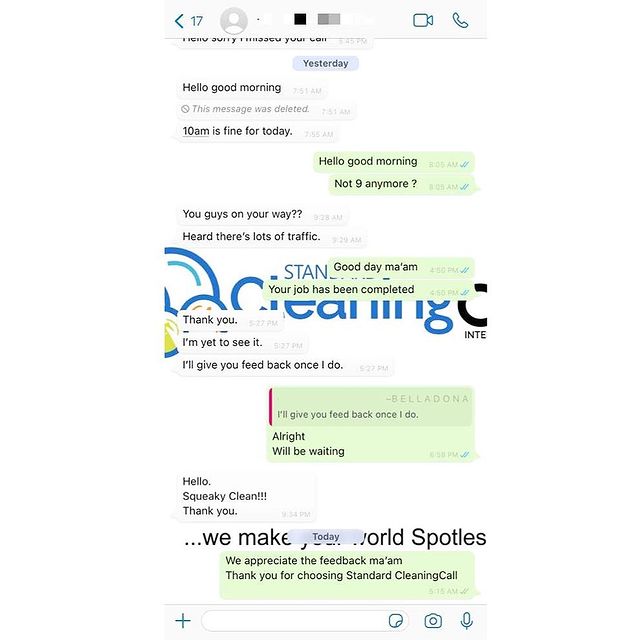 17
Hello sorry I missed your call
5:45 PM
Yesterday
Hello good morning
7:51 AM
This message was deleted.
7:51 AM
10am is fine for today.
7:55 AM
Hello good morning
8:05 AM
Not 9 anymore ?
8:05 AM
You guys on your way??
9:28 AM
Heard there's lots of traffic.
9:29 AM
STANDARD
Good day ma'am
4:50 PM
Your job has been completed
4:50 PM
cleaning
INTE
Thank you.
5:27 PM
I'm yet to see it.
5:27 PM
I'll give you feed back once I do.
5:27 PM
~BELLADONA
I'll give you feed back once I do.
Alright
Will be waiting
6:58 PM
Hello.
Squeaky Clean!!!
Thank you.
9:34 PM
...we make your world Spotles
Today
We appreciate the feedback ma'am
Thank you for choosing Standard CleaningCall
5:15 AM